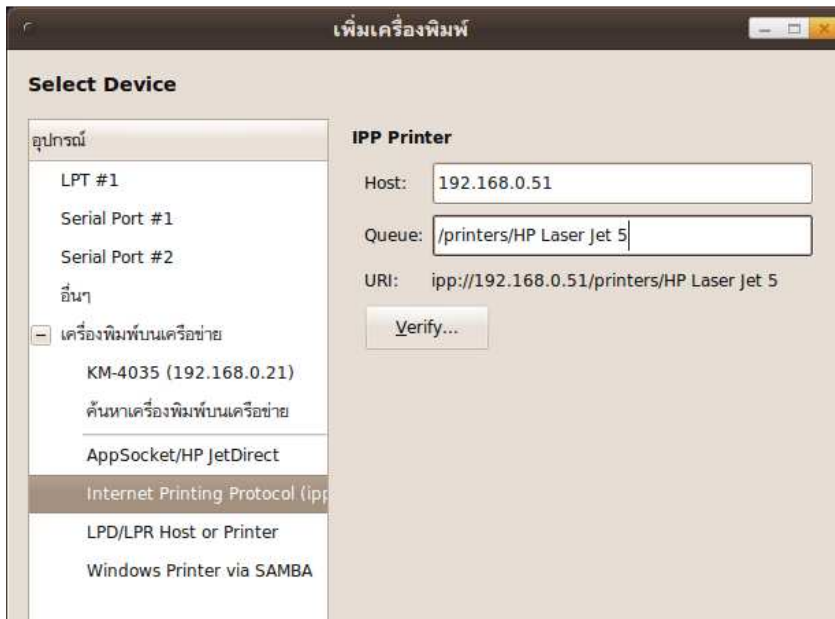 เพิ่มเครื่องพิมพ์
Select Device
อุปกรณ์
LPT #1
Serial Port #1
Serial Port #2
อื่นๆ
เครื่องพิมพ์บนเครือข่าย
KM-4035 (192.168.0.21)
ค้นหาเครื่องพิมพ์บนเครือข่าย
AppSocket/HP JetDirect
Internet Printing Protocol (ipp
LPD/LPR Host or Printer
Windows Printer via SAMBA
IPP Printer
Host: 192.168.0.51
Queue: /printers/HP Laser Jet 5
URI: ipp://192.168.0.51/printers/HP Laser Jet 5
Verify...